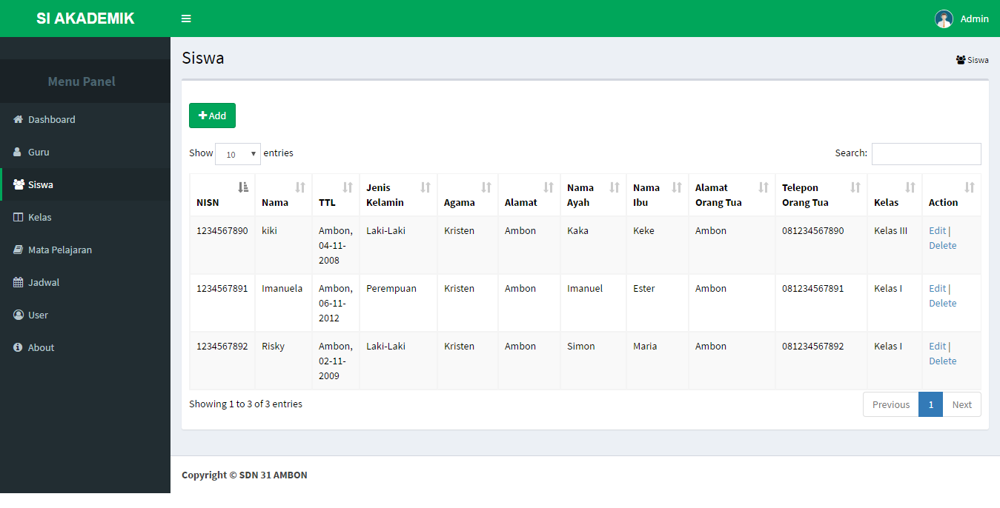 SI AKADEMIK
Admin
Menu Panel
Dashboard
Guru
Siswa
Kelas
Mata Pelajaran
Jadwal
User
About
Siswa
Siswa
Add
Show 10 entries
Search:
NISN Nama TTL Jenis Kelamin Agama Alamat Nama Ayah Nama Ibu Alamat Orang Tua Telepon Orang Tua Kelas Action
1234567890 kiki Ambon, 04-11-2008 Laki-Laki Kristen Ambon Kaka Keke Ambon 081234567890 Kelas III Edit | Delete
1234567891 Imanuela Ambon, 06-11-2012 Perempuan Kristen Ambon Imanuel Ester Ambon 081234567891 Kelas I Edit | Delete
1234567892 Risky Ambon, 02-11-2009 Laki-Laki Kristen Ambon Simon Maria Ambon 081234567892 Kelas I Edit | Delete
Showing 1 to 3 of 3 entries
Previous 1 Next
Copyright © SDN 31 AMBON